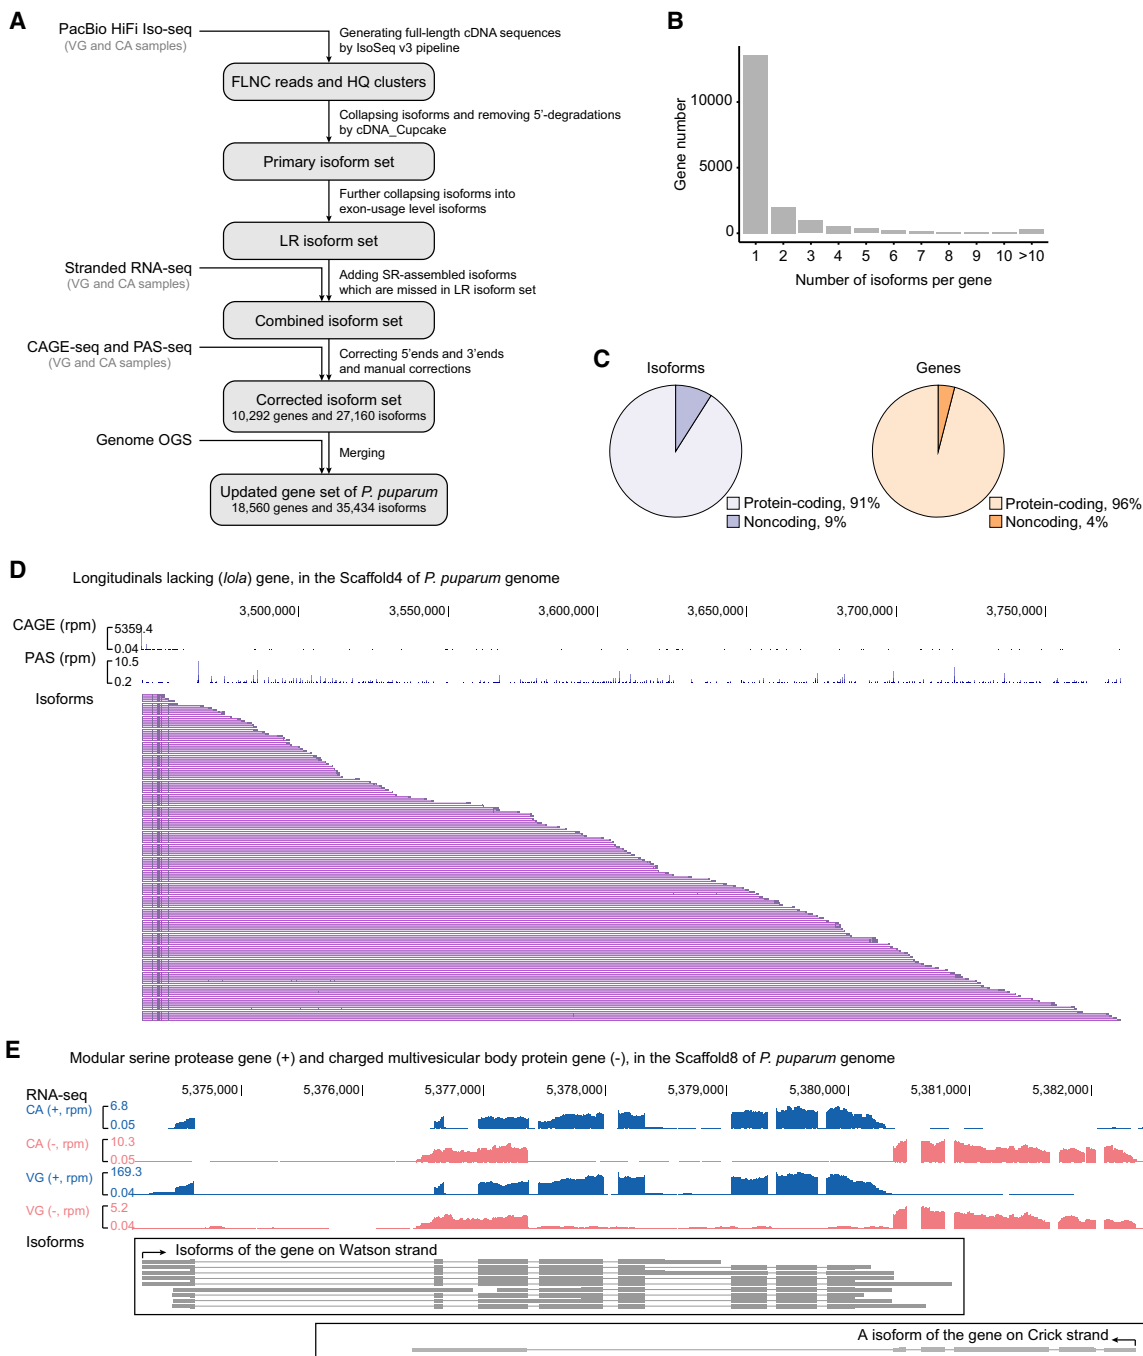 A
PacBio HiFi Iso-seq
(VG and CA samples)
Generating full-length cDNA sequences
by IsoSeq v3 pipeline
FLNC reads and HQ clusters
Collapsing isoforms and removing 5'-degradations
by cDNA_Cupcake
Primary isoform set
Further collapsing isoforms into
exon-usage level isoforms
LR isoform set
Stranded RNA-seq
(VG and CA samples)
Adding SR-assembled isoforms
which are missed in LR isoform set
Combined isoform set
CAGE-seq and PAS-seq
(VG and CA samples)
Correcting 5'ends and 3'ends
and manual corrections
Corrected isoform set
10,292 genes and 27,160 isoforms
Genome OGS
Merging
Updated gene set of P. puparum
18,560 genes and 35,434 isoforms
B
Gene number
10000
5000
0
1 2 3 4 5 6 7 8 9 10 >10
Number of isoforms per gene
C
Isoforms
Protein-coding, 91%
Noncoding, 9%
Genes
Protein-coding, 96%
Noncoding, 4%
D
Longitudinals lacking (lola) gene, in the Scaffold4 of P. puparum genome
3,500,000 3,550,000 3,600,000 3,650,000 3,700,000 3,750,000
CAGE (rpm)
5359.4
0.04
PAS (rpm)
10.5
0.2
Isoforms
E
Modular serine protease gene (+) and charged multivesicular body protein gene (-), in the Scaffold8 of P. puparum genome
RNA-seq
5,375,000 5,376,000 5,377,000 5,378,000 5,379,000 5,380,000 5,381,000 5,382,000
CA (+, rpm)
6.8
0.05
CA (-, rpm)
10.3
0.05
VG (+, rpm)
169.3
0.04
VG (-, rpm)
5.2
0.04
Isoforms
Isoforms of the gene on Watson strand
A isoform of the gene on Crick strand